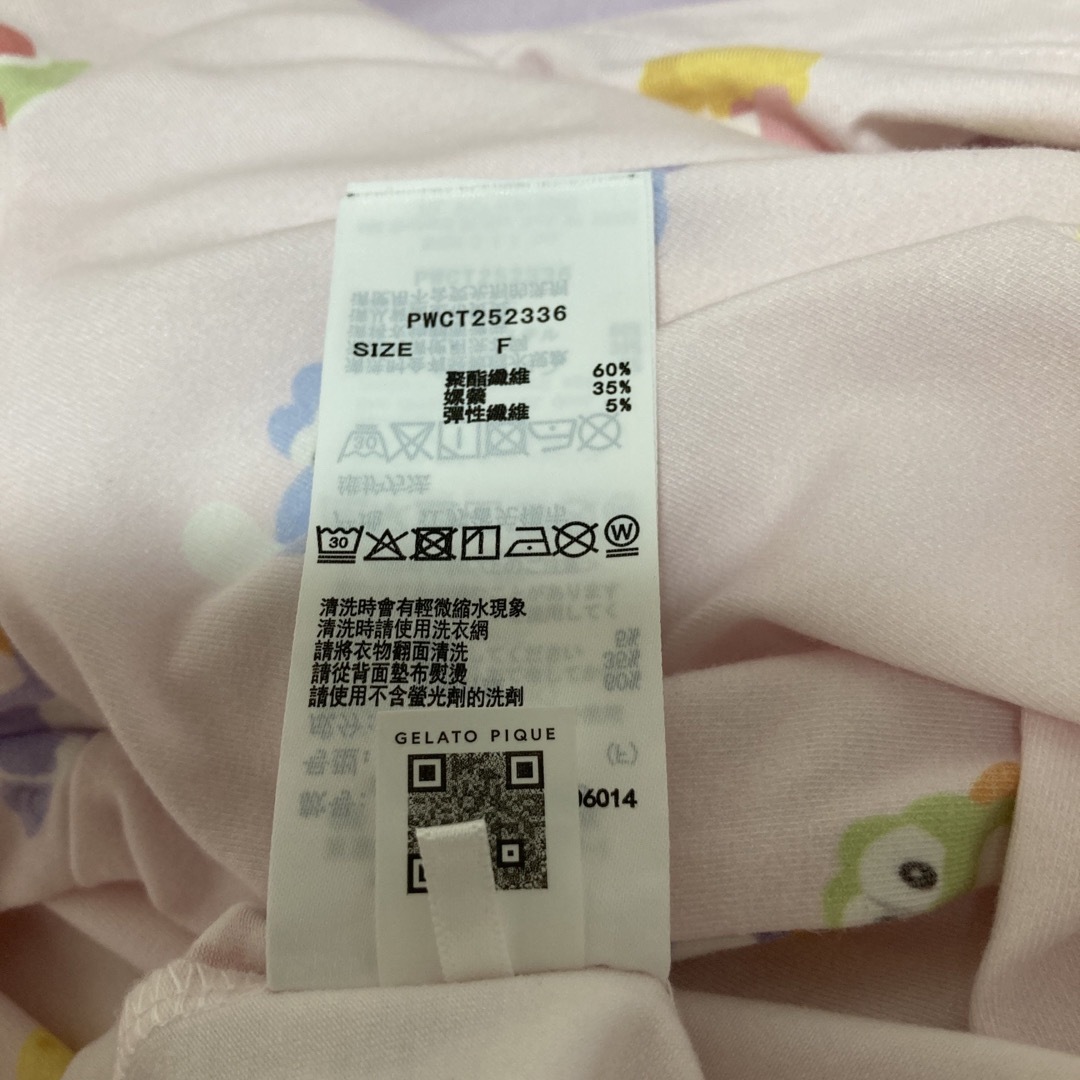 PWCT252336
SIZE F
聚酯纖維 60%
嫘縈 35%
彈性纖維 5%
30 W
清洗時會有輕微縮水現象
清洗時請使用洗衣網
請將衣物翻面清洗
請從背面墊布熨燙
請使用不含螢光劑的洗劑
GELATO PIQUE
06014